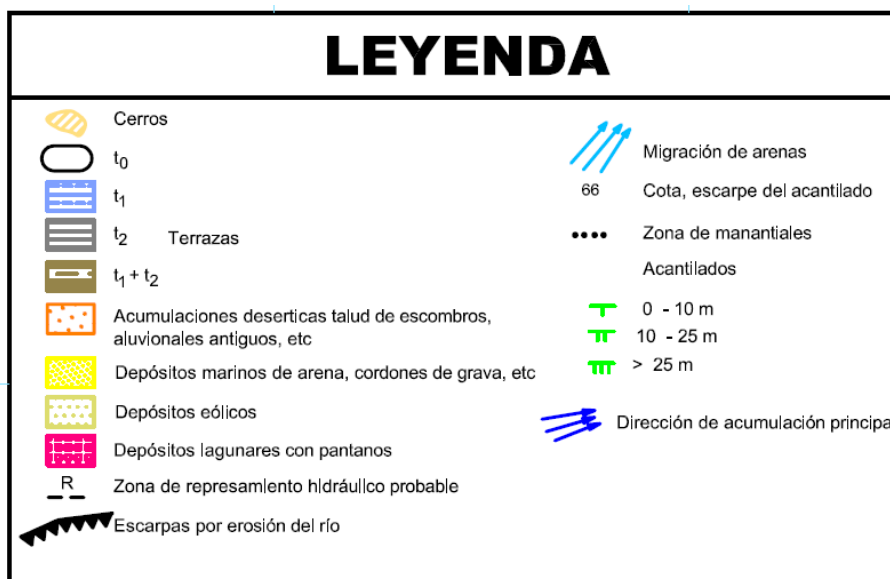 LEYENDA
Cerros
t0
t1
t2 Terrazas
t1 + t2
Acumulaciones deserticas talud de escombros,
aluvionales antiguos, etc
Depósitos marinos de arena, cordones de grava, etc
Depósitos eólicos
Depósitos lagunares con pantanos
R Zona de represamiento hidráulico probable
Escarpas por erosión del río
Migración de arenas
66 Cota, escarpe del acantilado
Zona de manantiales
Acantilados
0 - 10 m
10 - 25 m
> 25 m
Dirección de acumulación principa